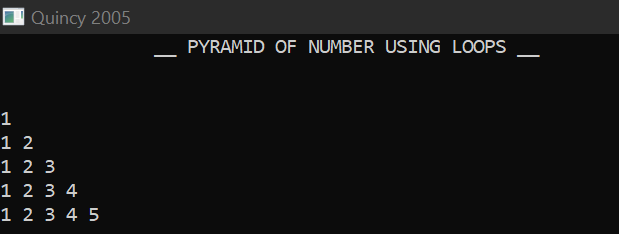 Quincy 2005
__ PYRAMID OF NUMBER USING LOOPS __
1
1 2
1 2 3
1 2 3 4
1 2 3 4 5